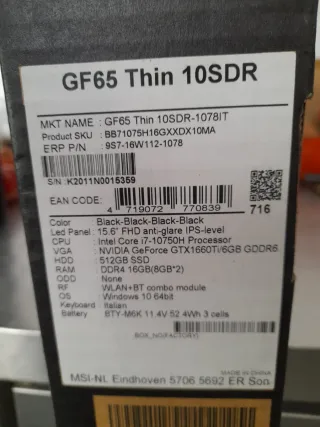 GF65 Thin 10SDR
MKT NAME : GF65 Thin 10SDR-1078IT
Product SKU : BB71075H16GXXDX10MA
ERP P/N : 9S7-16W112-1078
S/N :K2011N0015359
EAN CODE:
4 719072 770839
716
Color Black-Black-Black-Black
Led Panel : 15.6" FHD anti-glare IPS-level
CPU : Intel Core i7-10750H Processor
VGA : NVIDIA GeForce GTX1660Ti/6GB GDDR6
HDD : 512GB SSD
RAM : DDR4 16GB(8GB*2)
ODD : None
RF : WLAN+BT combo module
OS : Windows 10 64bit
Keyboard : Italian
Battery : BTY-M6K 11.4V 52.4Wh 3 cells
BOX_NO(FACTORY)
MADE IN CHINA
MSI-NL Eindhoven 5706 5692 ER Son